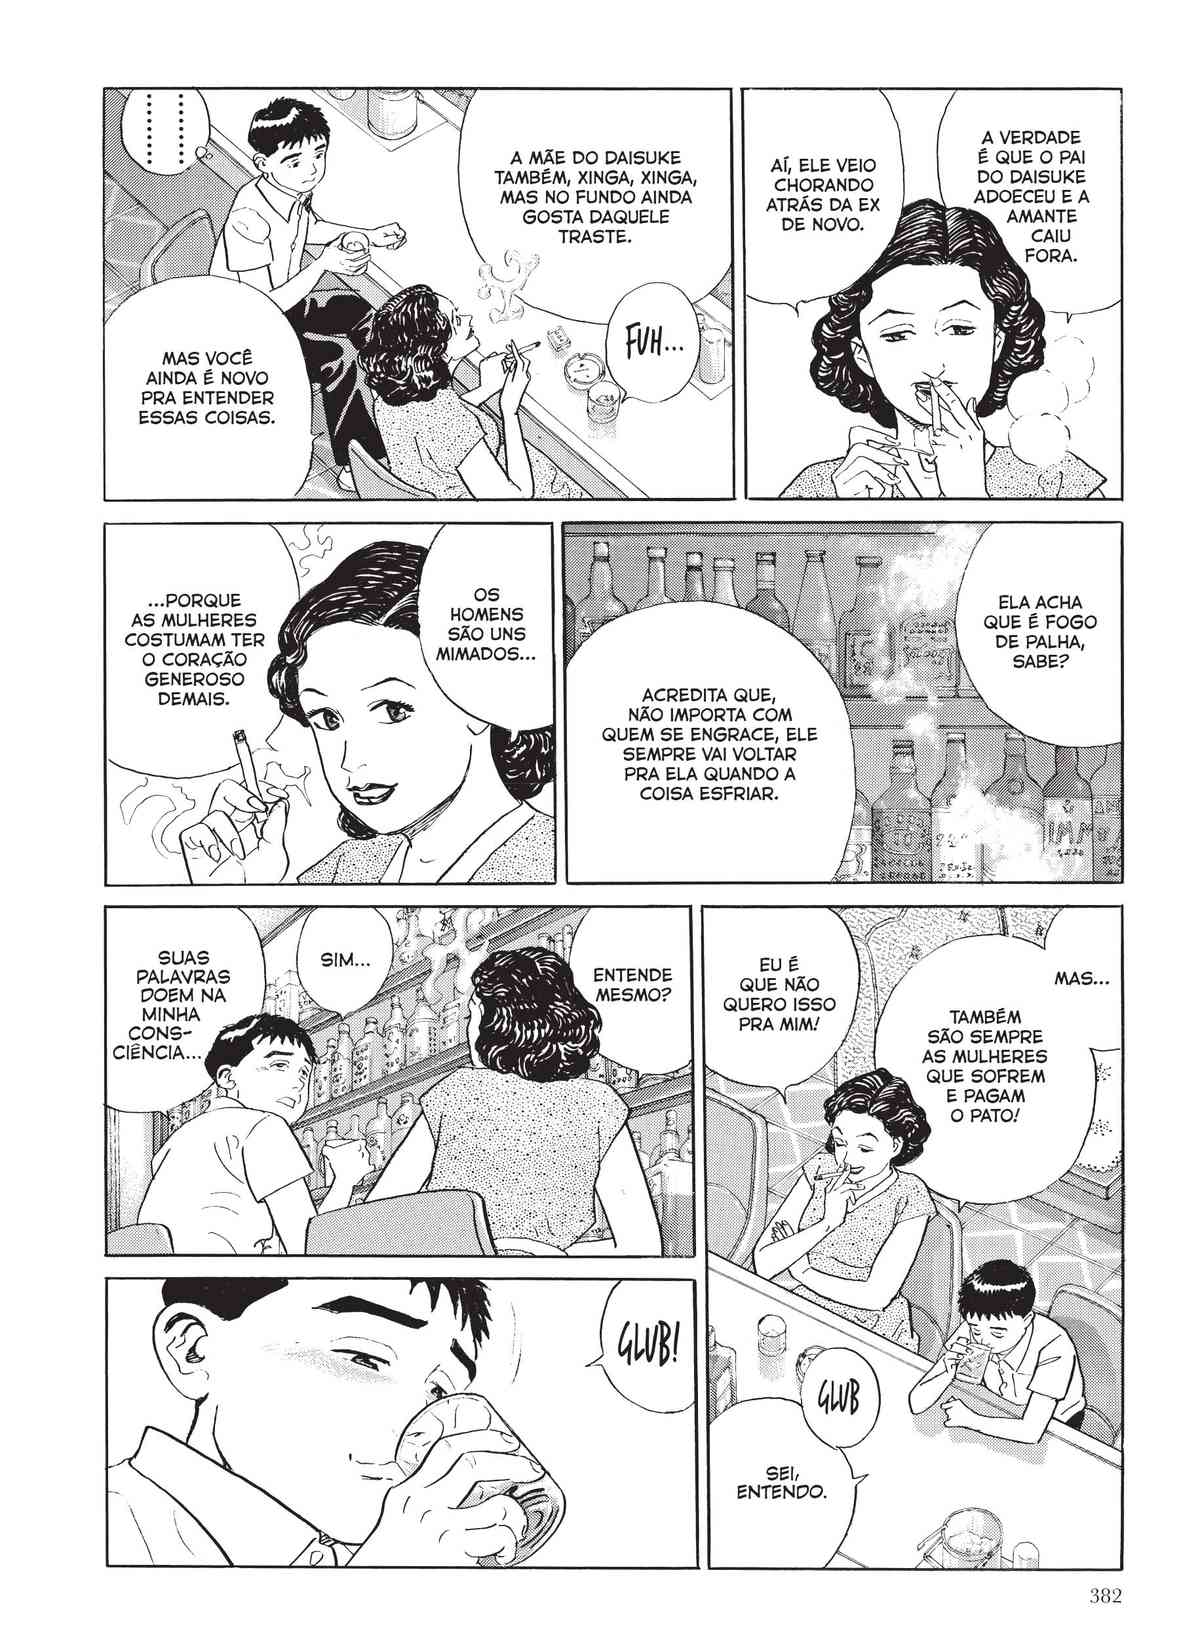 A VERDADE
É QUE O PAI
DO DAISUKE
ADOECEU E A
AMANTE
CAIU
FORA.
AÍ, ELE VEIO
CHORANDO
ATRÁS DA EX
DE NOVO.
A MÃE DO DAISUKE
TAMBÉM, XINGA, XINGA,
MAS NO FUNDO AINDA
GOSTA DAQUELE
TRASTE.
FUH...
MAS VOCÊ
AINDA É NOVO
PRA ENTENDER
ESSAS COISAS.
ELA ACHA
QUE É FOGO
DE PALHA,
SABE?
ACREDITA QUE,
NÃO IMPORTA COM
QUEM SE ENGRACE, ELE
SEMPRE VAI VOLTAR
PRA ELA QUANDO A
COISA ESFRIAR.
OS
HOMENS
SÃO UNS
MIMADOS...
...PORQUE
AS MULHERES
COSTUMAM TER
O CORAÇÃO
GENEROSO
DEMAIS.
MAS...
TAMBÉM
SÃO SEMPRE
AS MULHERES
QUE SOFREM
E PAGAM
O PATO!
EU É
QUE NÃO
QUERO ISSO
PRA MIM!
GLUB
SEI,
ENTENDO.
ENTENDE
MESMO?
SIM...
SUAS
PALAVRAS
DOEM NA
MINHA
CONS-
CIÊNCIA...
GLUB!
382